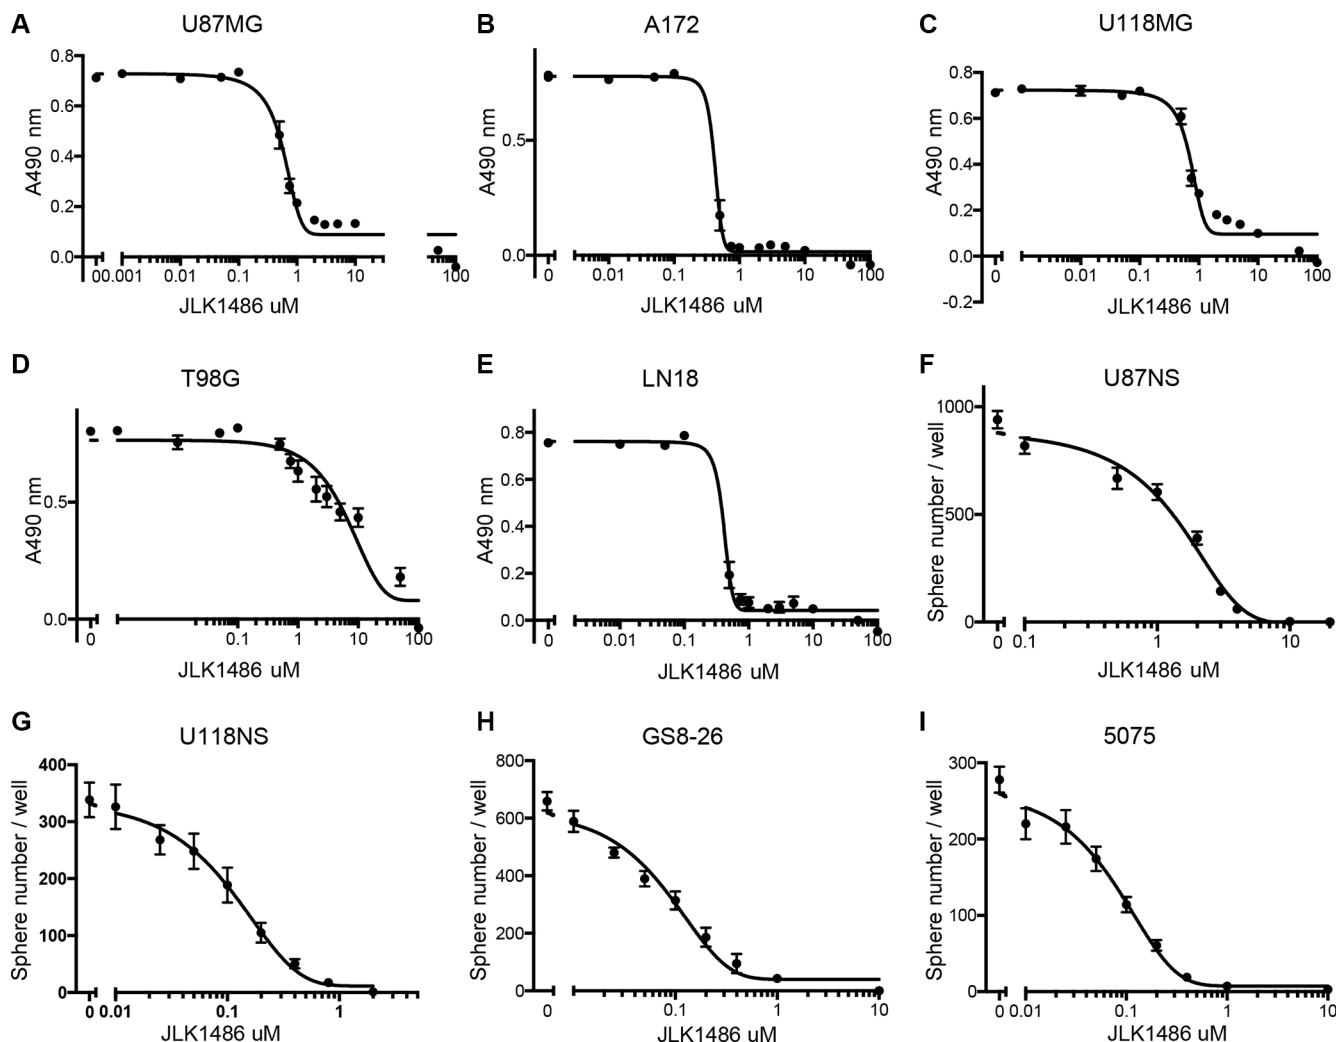 A
U87MG
0.8
0.6
0.4
0.2
0.0
A490 nm
0 0.001 0.01 0.1 1 10 100
JLK1486 uM
B
A172
0.5
0.0
A490 nm
0 0.01 0.1 1 10 100
JLK1486 uM
C
U118MG
0.8
0.6
0.4
0.2
0.0
-0.2
A490 nm
0 0.01 0.1 1 10 100
JLK1486 uM
D
T98G
0.5
0.0
A490 nm
0 0.1 1 10 100
JLK1486 uM
E
LN18
0.8
0.6
0.4
0.2
0.0
A490 nm
0 0.01 0.1 1 10 100
JLK1486 uM
F
U87NS
1000
500
0
Sphere number / well
0 0.1 1 10
JLK1486 uM
G
U118NS
400
300
200
100
0
Sphere number / well
0 0.01 0.1 1
JLK1486 uM
H
GS8-26
800
600
400
200
0
Sphere number / well
0 0.1 1 10
JLK1486 uM
I
5075
300
200
100
0
Sphere number / well
0 0.01 0.1 1 10
JLK1486 uM